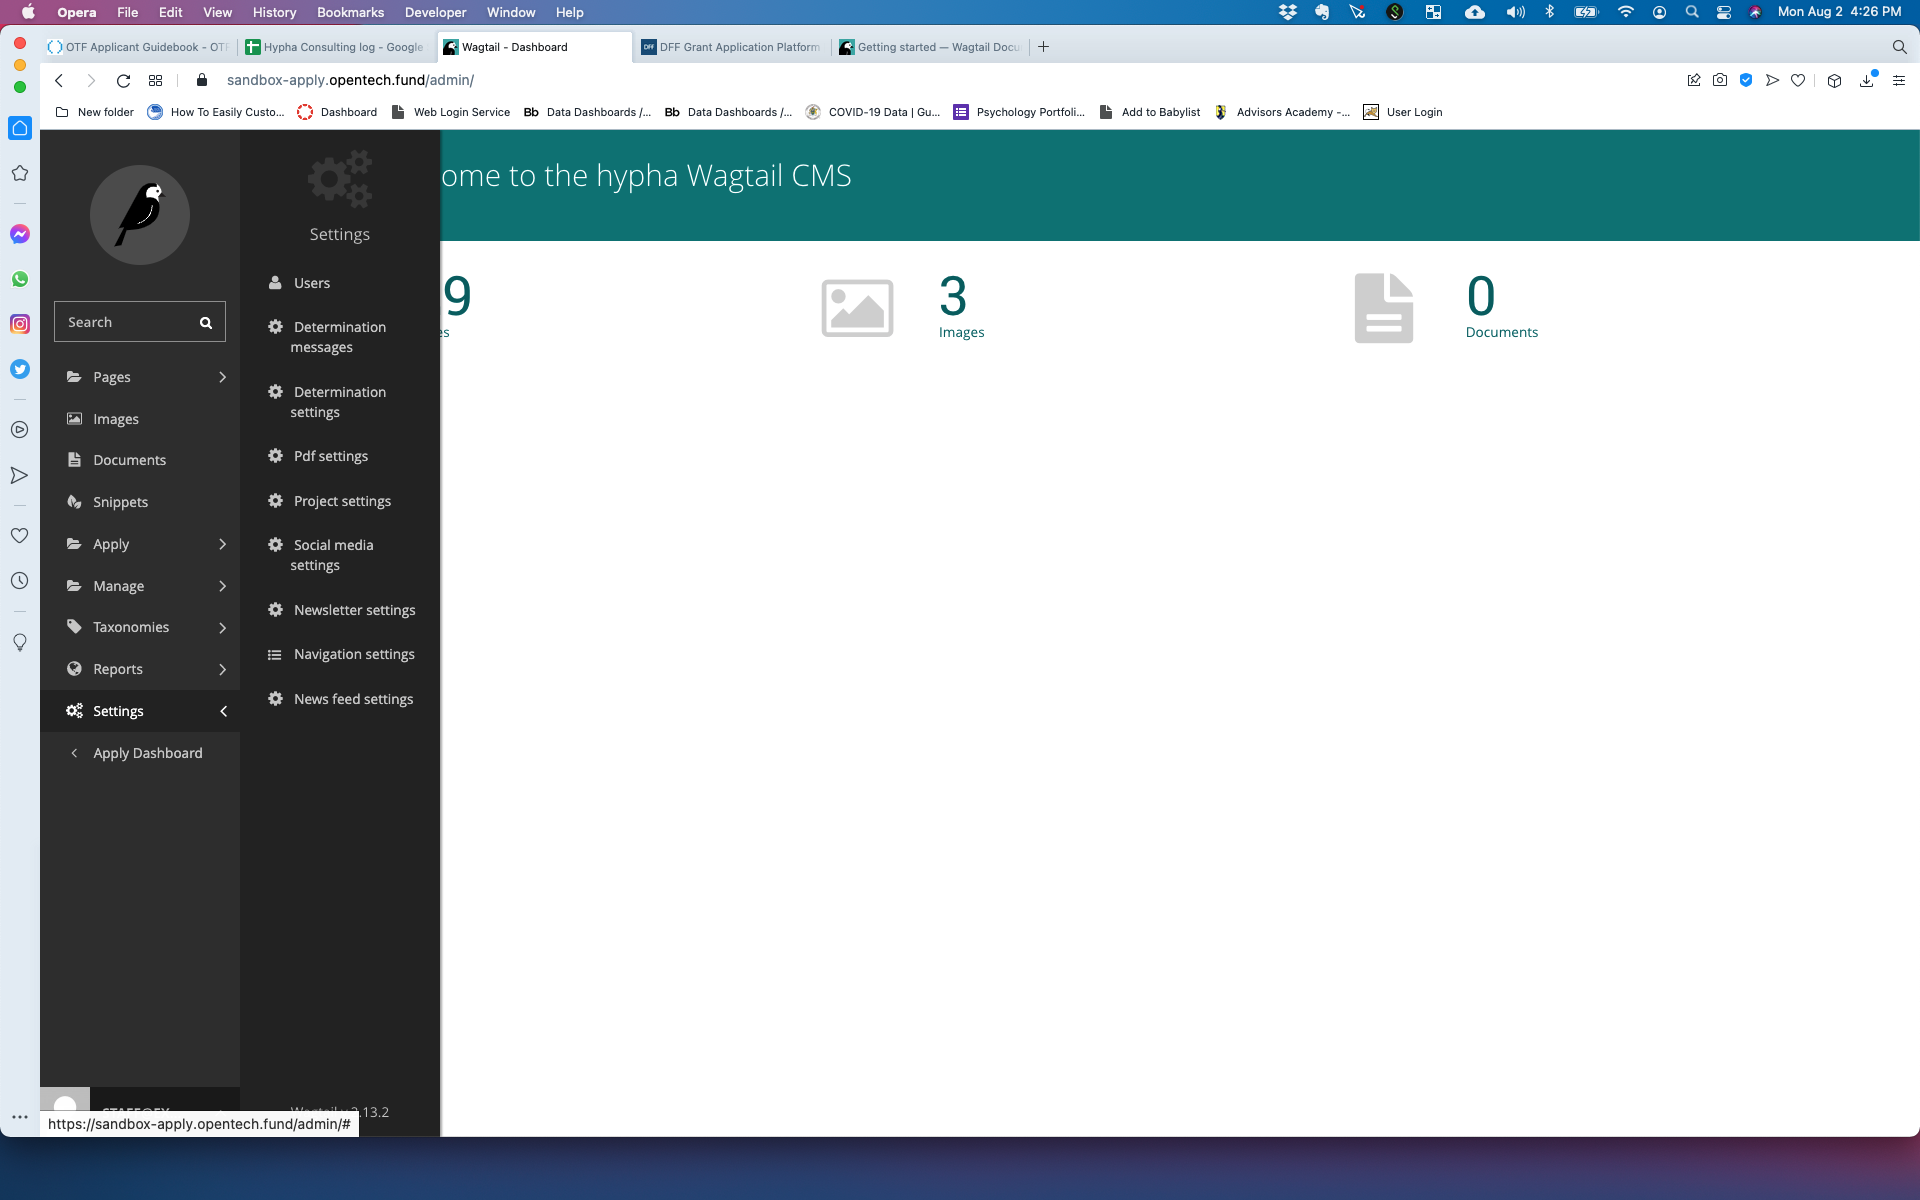 Opera File Edit View History Bookmarks Developer Window Help
Mon Aug 2 4:26 PM
OTF Applicant Guidebook - OTF
Hypha Consulting log - Google
Wagtail - Dashboard
DFF DFF Grant Application Platform
Getting started — Wagtail Docu
sandbox-apply.opentech.fund/admin/
New folder
How To Easily Custo...
Dashboard
Web Login Service
Bb Data Dashboards /...
Bb Data Dashboards /...
COVID-19 Data | Gu...
Psychology Portfoli...
Add to Babylist
Advisors Academy -...
User Login
ome to the hypha Wagtail CMS
Search
Pages
Images
Documents
Snippets
Apply
Manage
Taxonomies
Reports
Settings
Apply Dashboard
Settings
Users
Determination
messages
Determination
settings
Pdf settings
Project settings
Social media
settings
Newsletter settings
Navigation settings
News feed settings
9
es
3
Images
0
Documents
.13.2
https://sandbox-apply.opentech.fund/admin/#